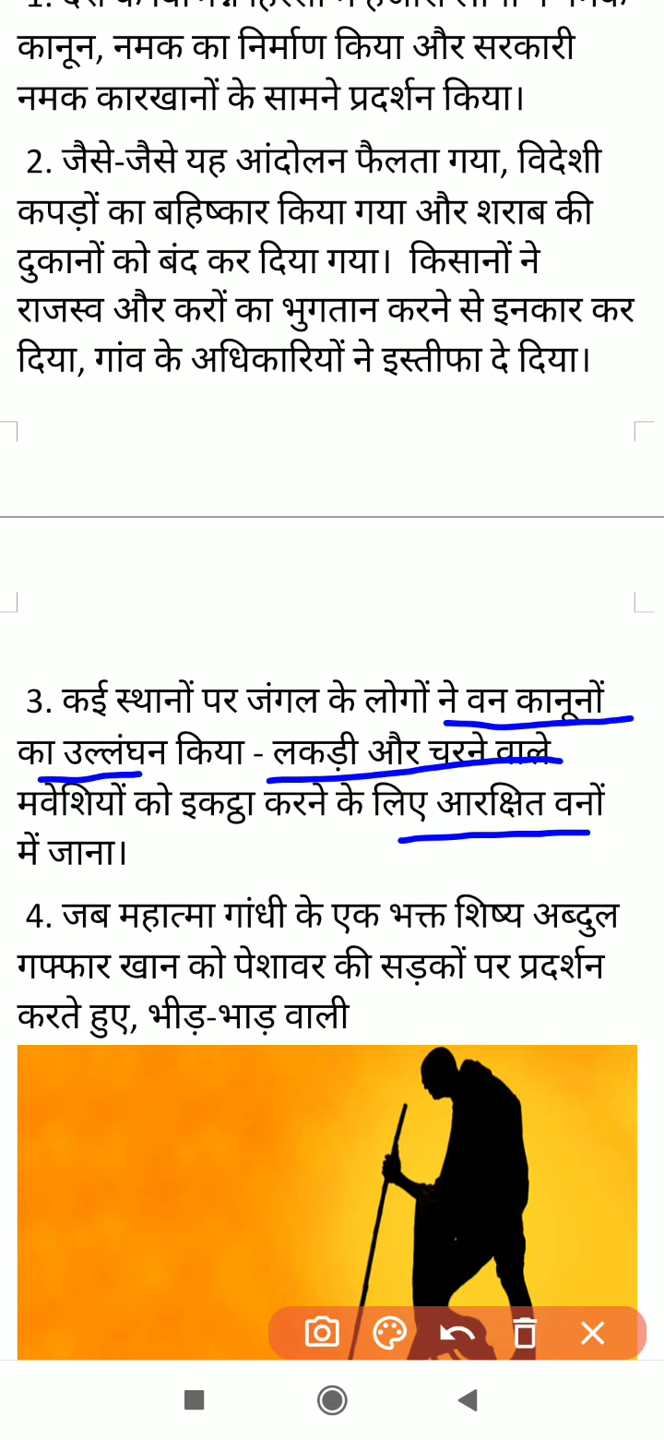 कानून, नमक का निर्माण किया और सरकारी
नमक कारखानों के सामने प्रदर्शन किया।
2. जैसे-जैसे यह आंदोलन फैलता गया, विदेशी
कपड़ों का बहिष्कार किया गया और शराब की
दुकानों को बंद कर दिया गया। किसानों ने
राजस्व और करों का भुगतान करने से इनकार कर
दिया, गांव के अधिकारियों ने इस्तीफा दे दिया।
3. कई स्थानों पर जंगल के लोगों ने वन कानूनों
का उल्लंघन किया - लकड़ी और चरने वाले
मवेशियों को इकट्ठा करने के लिए आरक्षित वनों
में जाना।
4. जब महात्मा गांधी के एक भक्त शिष्य अब्दुल
गफ्फार खान को पेशावर की सड़कों पर प्रदर्शन
करते हुए, भीड़-भाड़ वाली